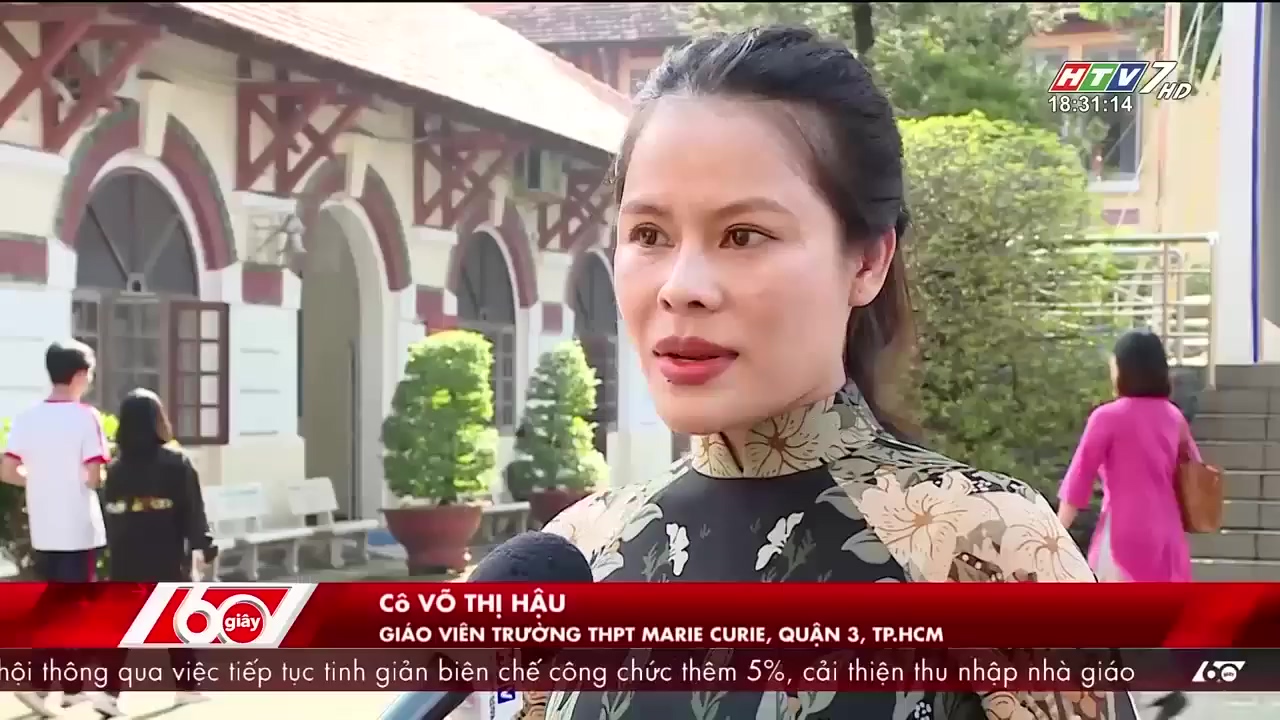 HTV7 HD
18:31:14
60 giây
Cô VÕ THỊ HẬU
GIÁO VIÊN TRƯỜNG THPT MARIE CURIE, QUẬN 3, TP.HCM
hội thông qua việc tiếp tục tinh giản biên chế công chức thêm 5%, cải thiện thu nhập nhà giáo
60 giây